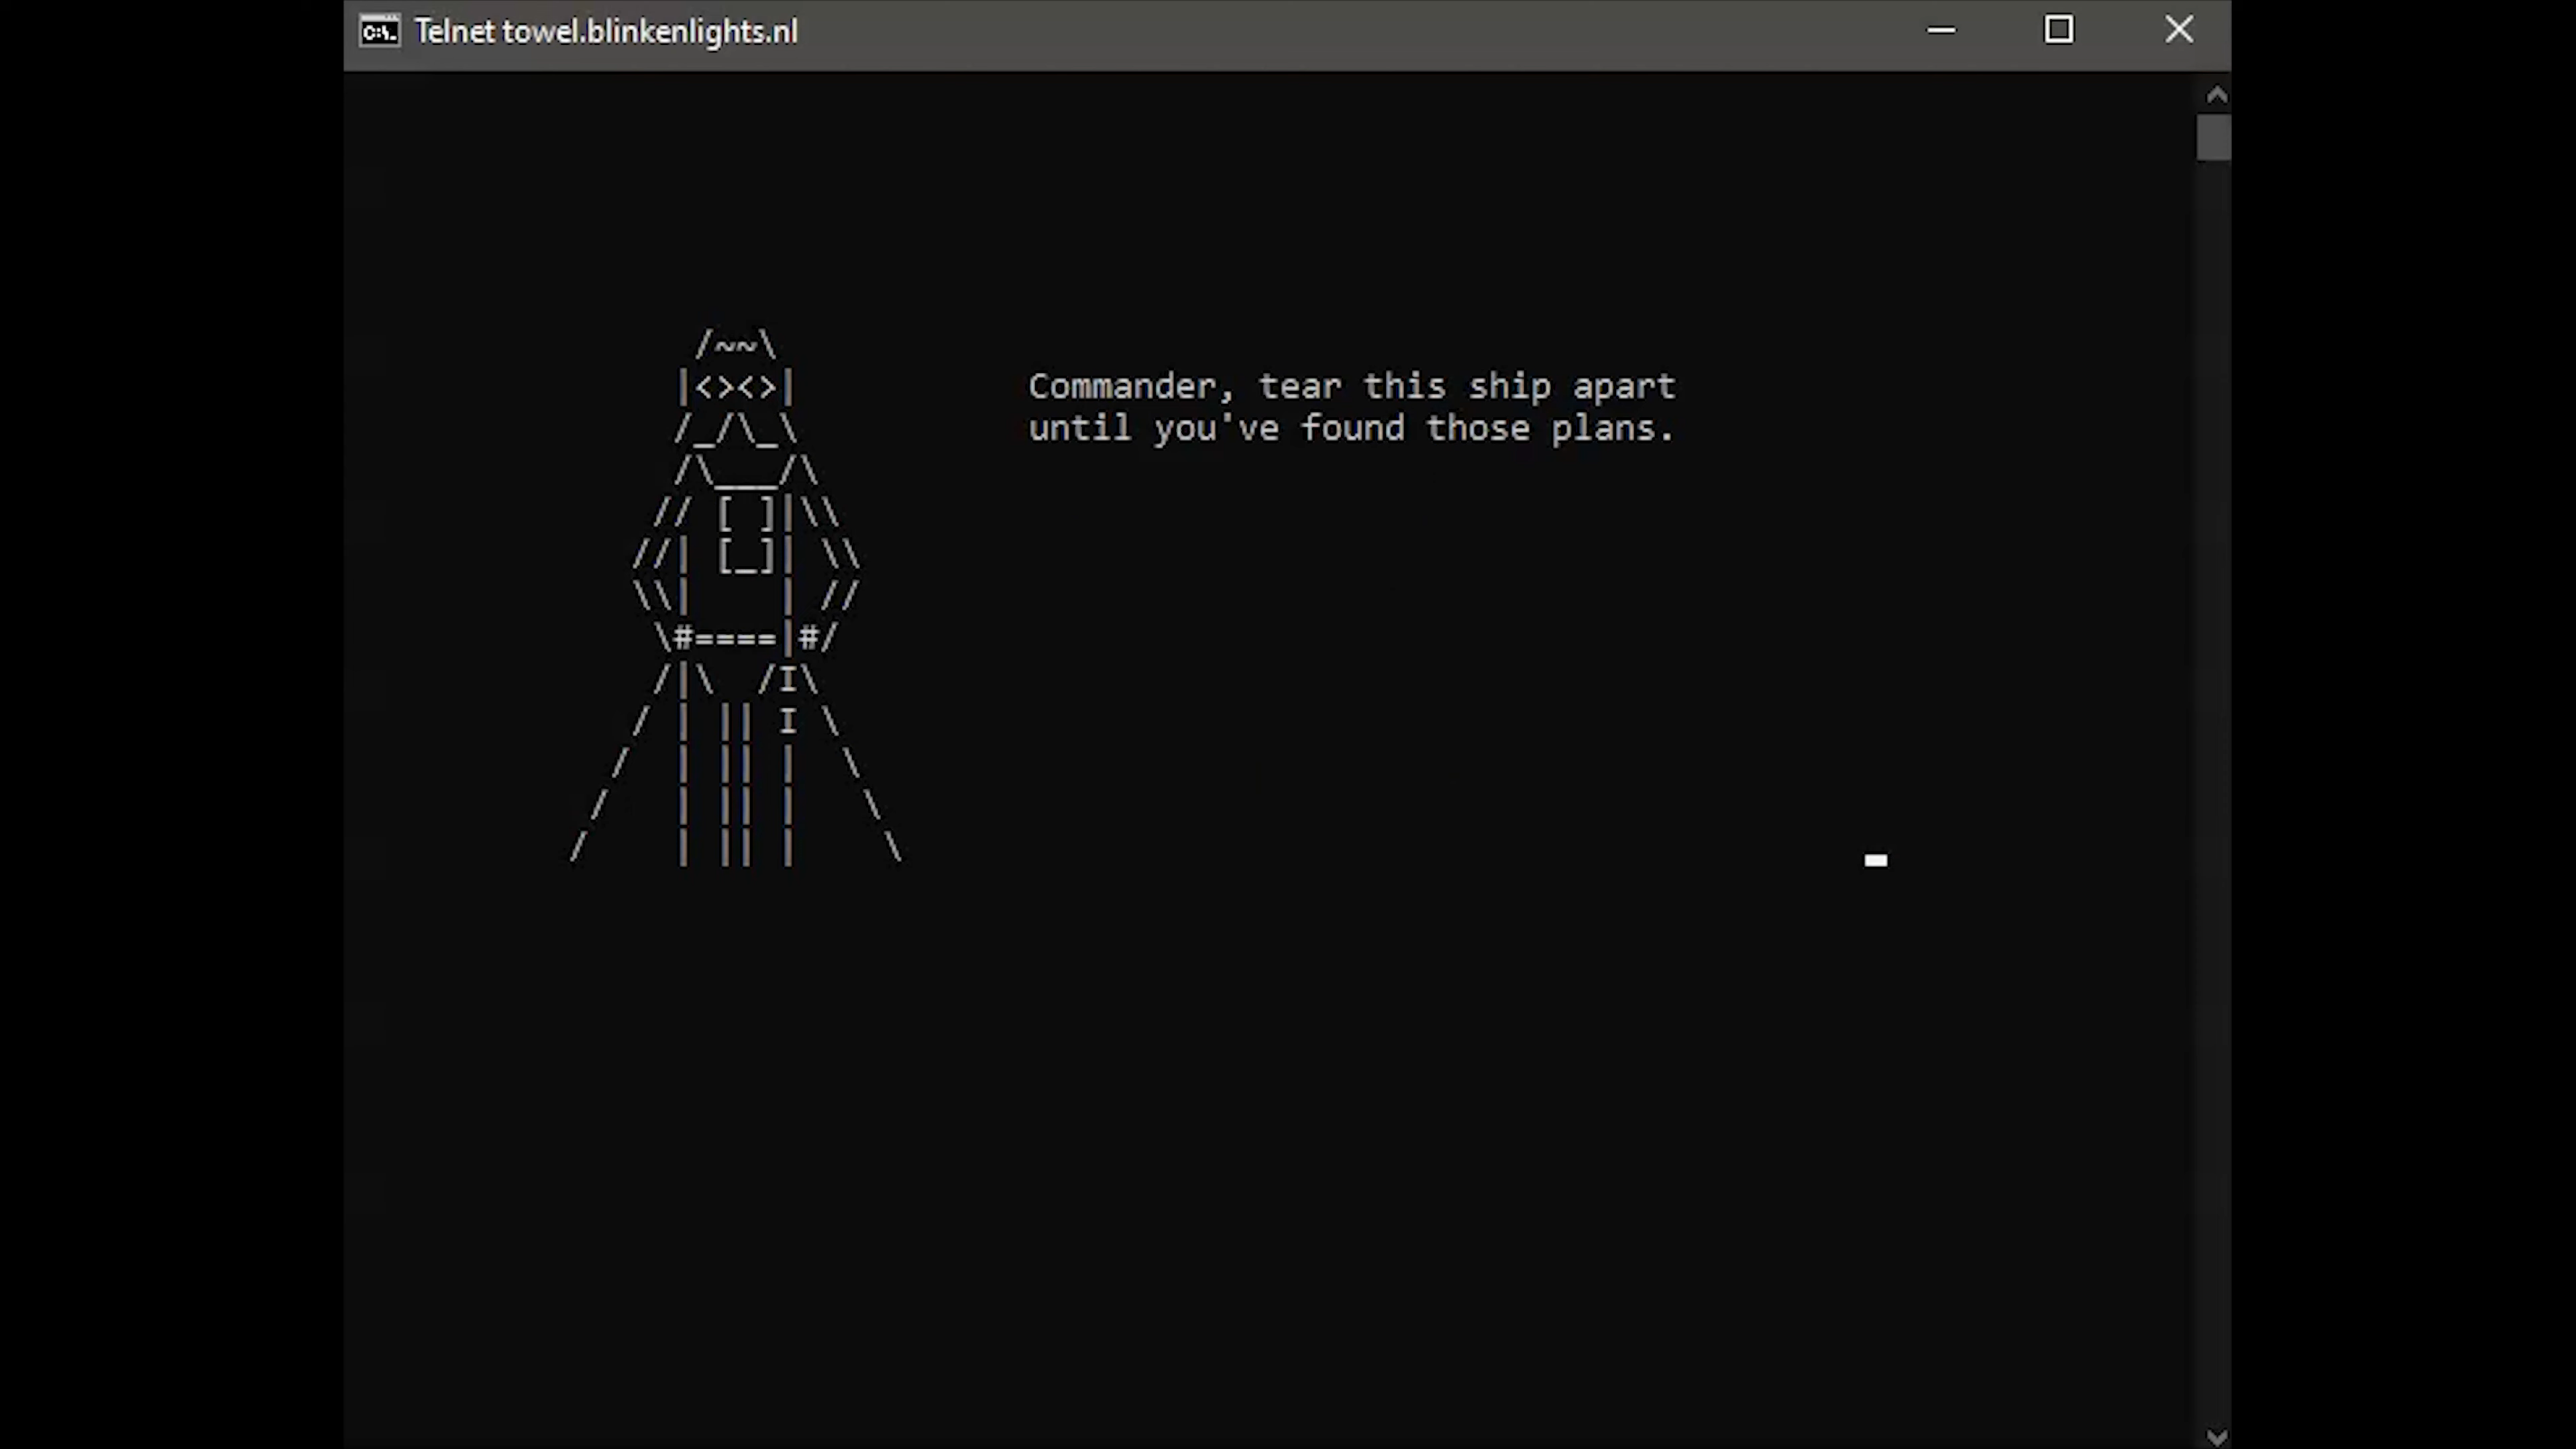 Telnet towel.blinkenlights.nl
Commander, tear this ship apart
until you've found those plans.